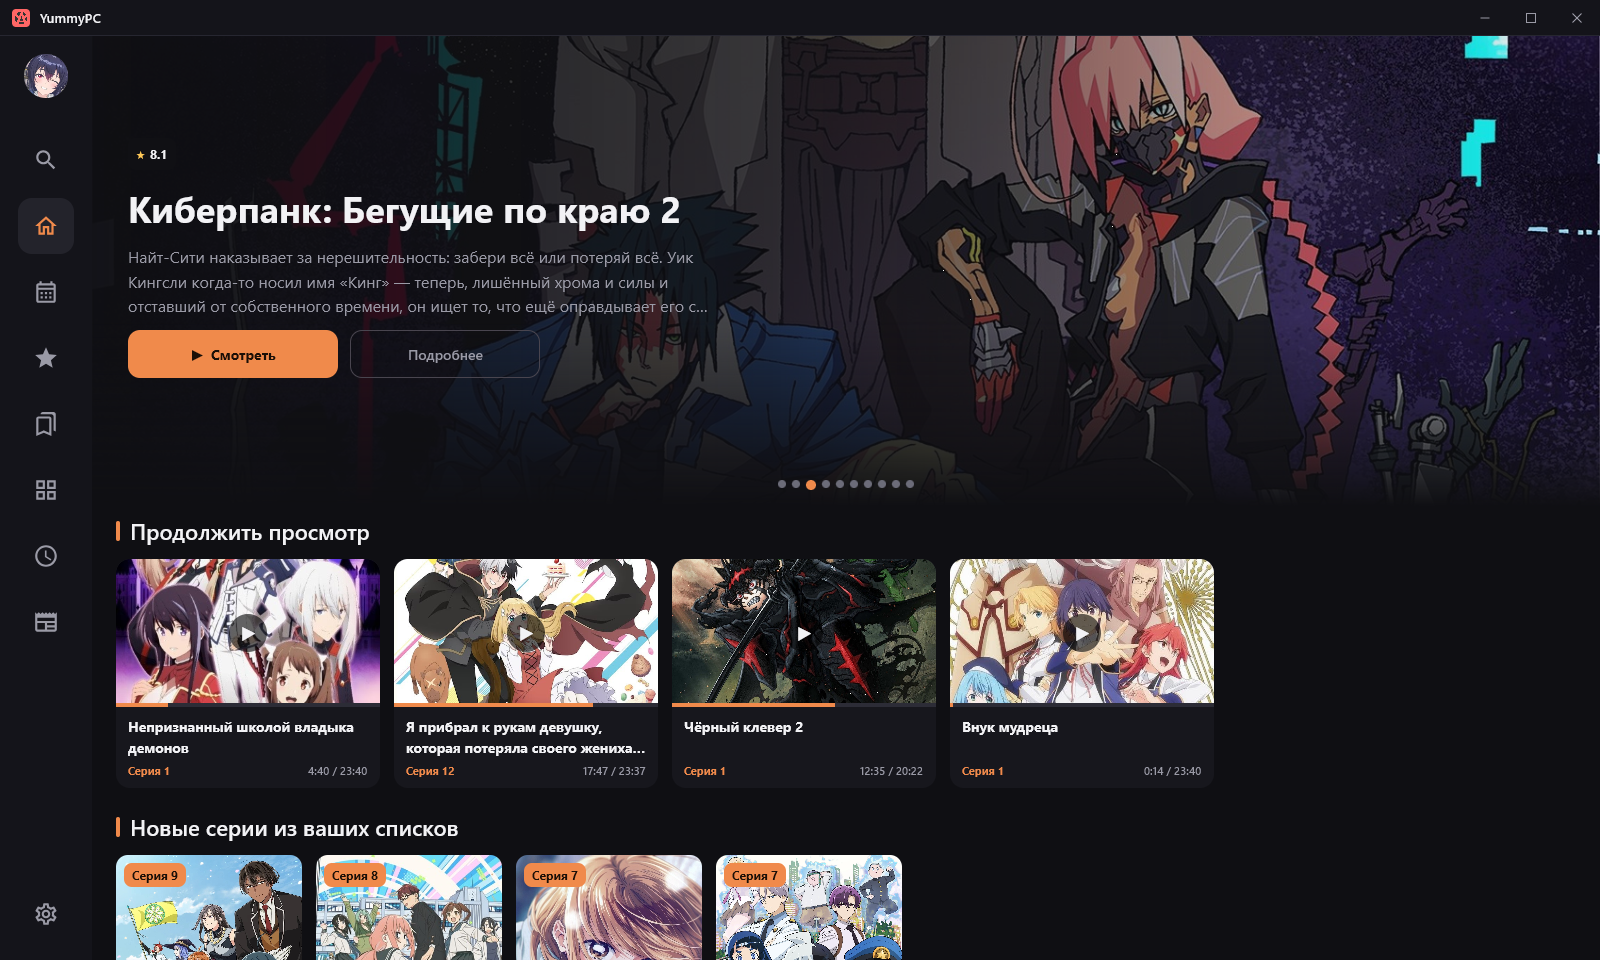 YummyPC
★ 8.1
Киберпанк: Бегущие по краю 2
Найт-Сити наказывает за нерешительность: забери всё или потеряй всё. Уик
Кингсли когда-то носил имя «Кинг» — теперь, лишённый хрома и силы и
отставший от собственного времени, он ищет то, что ещё оправдывает его с...
Смотреть
Подробнее
Продолжить просмотр
Непризнанный школой владыка
демонов
Серия 1
4:40 / 23:40
Я прибрал к рукам девушку,
которая потеряла своего жениха...
Серия 12
17:47 / 23:37
Чёрный клевер 2
Серия 1
12:35 / 20:22
Внук мудреца
Серия 1
0:14 / 23:40
Новые серии из ваших списков
Серия 9
Серия 8
Серия 7
Серия 7